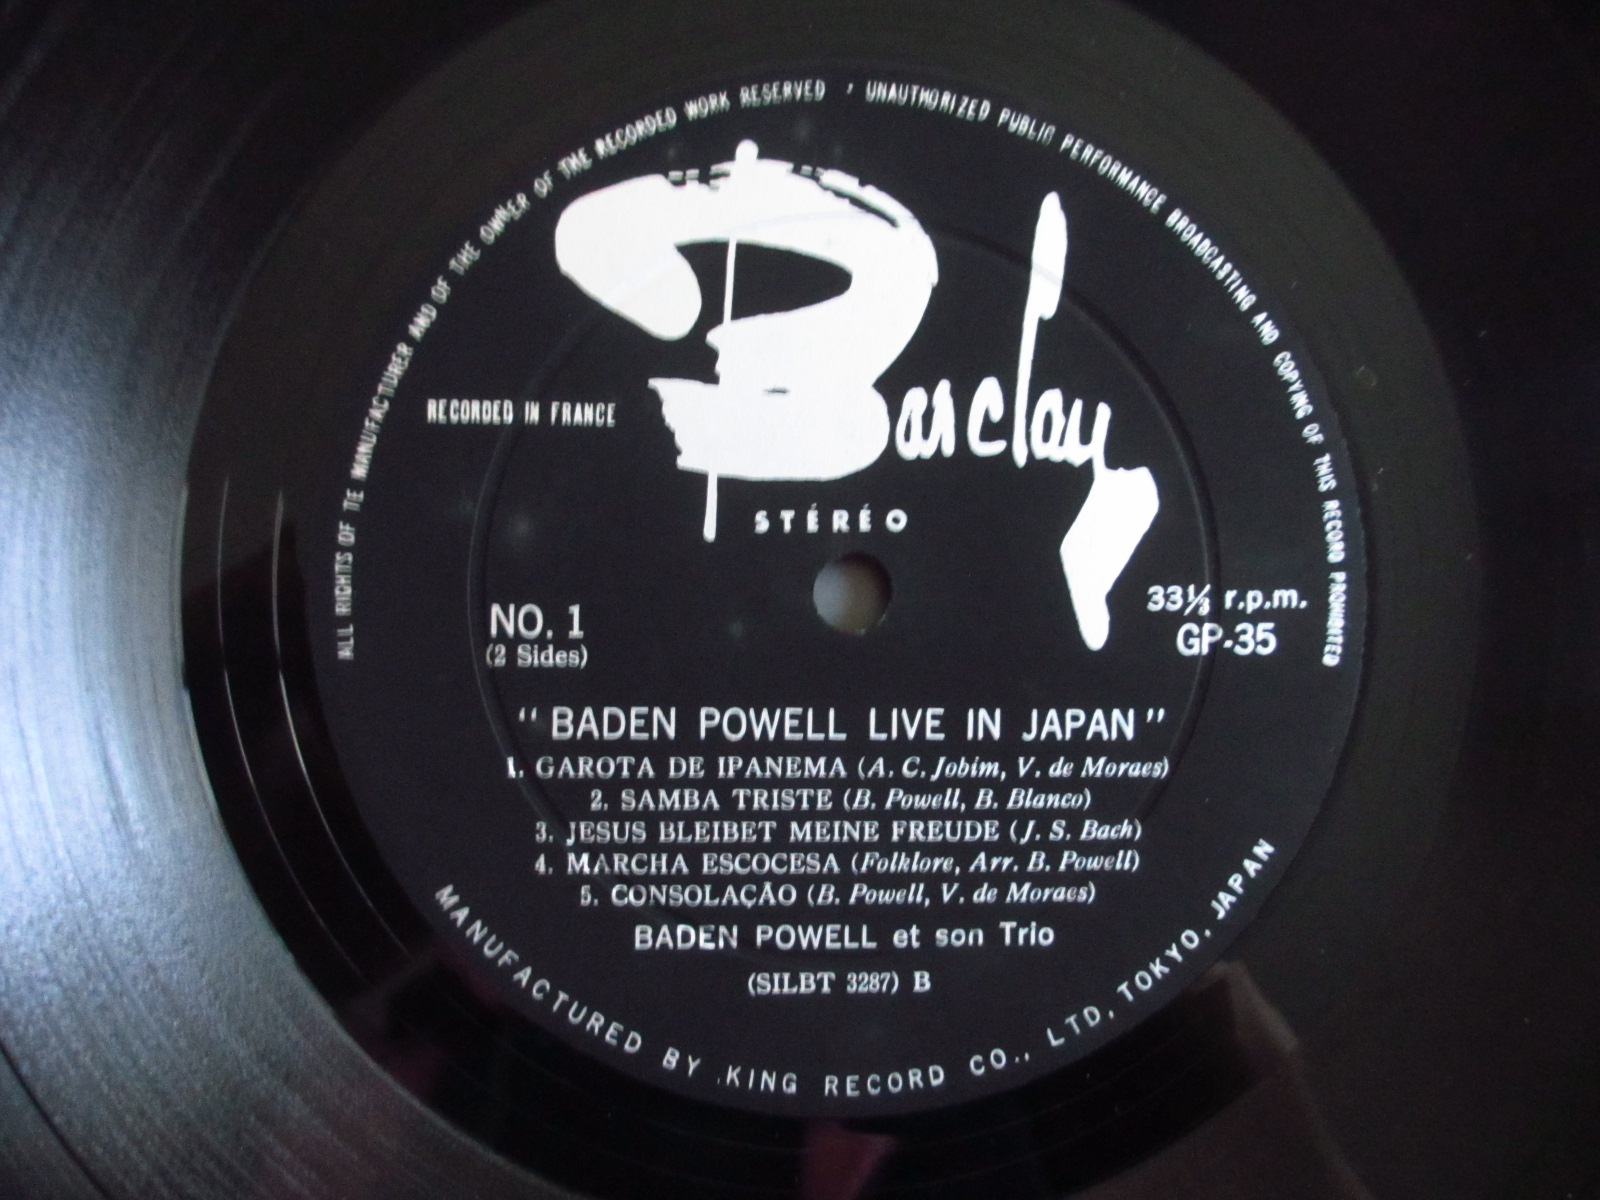 ALL RIGHTS OF TE MANUFACTURER AND OF THE OWNER OF THE RECORDED WORK RESERVED · UNAUTHORIZED PUBLIC PERFORMANCE BROADCASTING AND COPYING OF THIS RECORD PROHIBITED
Barclay
RECORDED IN FRANCE
STÉRÉO
NO. 1
(2 Sides)
33⅓ r.p.m.
GP-35
"BADEN POWELL LIVE IN JAPAN"
1. GAROTA DE IPANEMA (A. C. Jobim, V. de Moraes)
2. SAMBA TRISTE (B. Powell, B. Blanco)
3. JESUS BLEIBET MEINE FREUDE (J. S. Bach)
4. MARCHA ESCOCESA (Folklore, Arr. B. Powell)
5. CONSOLAÇÃO (B. Powell, V. de Moraes)
BADEN POWELL et son Trio
(SILBT 3287) B
MANUFACTURED BY KING RECORD CO., LTD, TOKYO, JAPAN